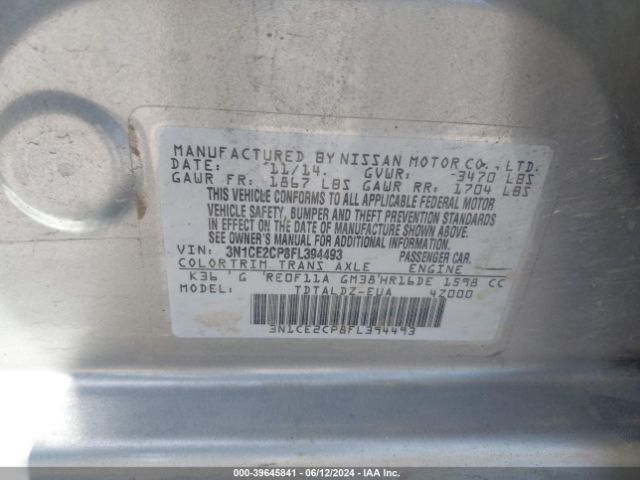 MANUFACTURED BY NISSAN MOTOR CO., LTD.
DATE: 11/14. GVWR: 3470 LBS
GAWR FR: 1867 LBS GAWR RR: 1704 LBS
THIS VEHICLE CONFORMS TO ALL APPLICABLE FEDERAL MOTOR
VEHICLE SAFETY, BUMPER AND THEFT PREVENTION STANDARDS
IN EFFECT ON THE DATE OF MANUFACTURE SHOWN ABOVE.
SEE OWNER'S MANUAL FOR ADDITIONAL INFORMATION.
VIN: 3N1CE2CP8FL394493 PASSENGER CAR.
COLOR TRIM TRANS AXLE ENGINE
K36 G RE0F11A GM38 HR16DE 1598 CC
MODEL: TDTALDZ-EUA 4Z000
3N1CE2CP8FL394493
000-39645841 - 06/12/2024 - IAA Inc.